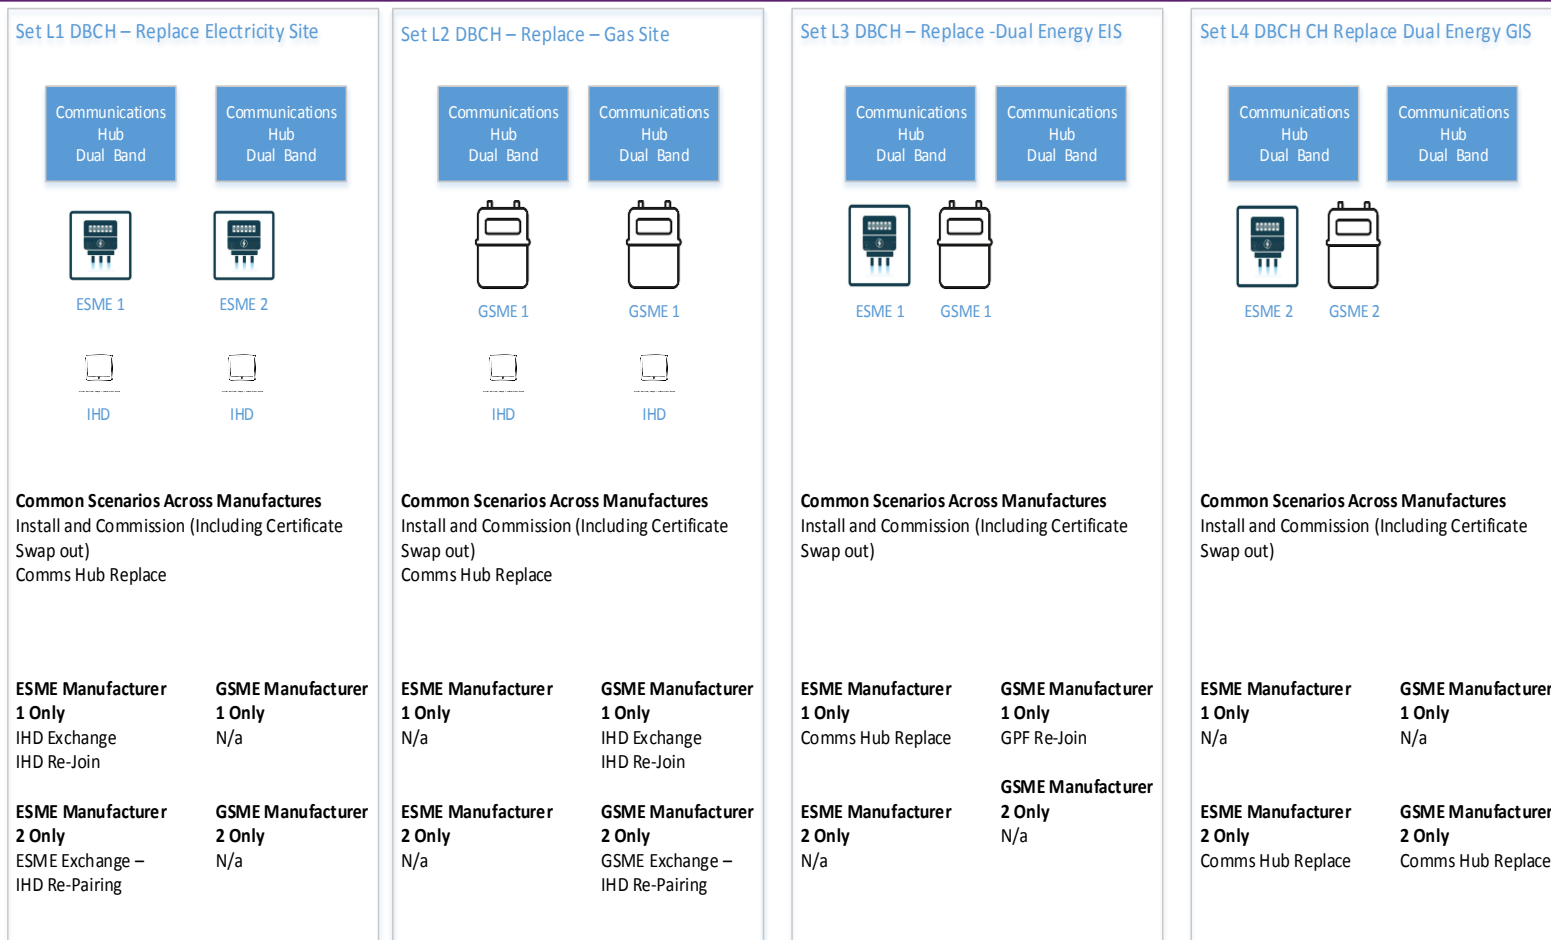 Set L1 DBCH – Replace Electricity Site
Communications
Hub
Dual Band
Communications
Hub
Dual Band
ESME 1
ESME 2
IHD
IHD
Common Scenarios Across Manufactures
Install and Commission (Including Certificate
Swap out)
Comms Hub Replace
ESME Manufacturer
1 Only
IHD Exchange
IHD Re-Join
GSME Manufacturer
1 Only
N/a
ESME Manufacturer
2 Only
ESME Exchange –
IHD Re-Pairing
GSME Manufacturer
2 Only
N/a
Set L2 DBCH – Replace – Gas Site
Communications
Hub
Dual Band
Communications
Hub
Dual Band
GSME 1
GSME 1
IHD
IHD
Common Scenarios Across Manufactures
Install and Commission (Including Certificate
Swap out)
Comms Hub Replace
ESME Manufacturer
1 Only
N/a
GSME Manufacturer
1 Only
IHD Exchange
IHD Re-Join
ESME Manufacturer
2 Only
N/a
GSME Manufacturer
2 Only
GSME Exchange –
IHD Re-Pairing
Set L3 DBCH – Replace -Dual Energy EIS
Communications
Hub
Dual Band
Communications
Hub
Dual Band
ESME 1
GSME 1
Common Scenarios Across Manufactures
Install and Commission (Including Certificate
Swap out)
ESME Manufacturer
1 Only
Comms Hub Replace
GSME Manufacturer
1 Only
GPF Re-Join
ESME Manufacturer
2 Only
N/a
GSME Manufacturer
2 Only
N/a
Set L4 DBCH CH Replace Dual Energy GIS
Communications
Hub
Dual Band
Communications
Hub
Dual Band
ESME 2
GSME 2
Common Scenarios Across Manufactures
Install and Commission (Including Certificate
Swap out)
ESME Manufacturer
1 Only
N/a
GSME Manufacturer
1 Only
N/a
ESME Manufacturer
2 Only
Comms Hub Replace
GSME Manufacturer
2 Only
Comms Hub Replace